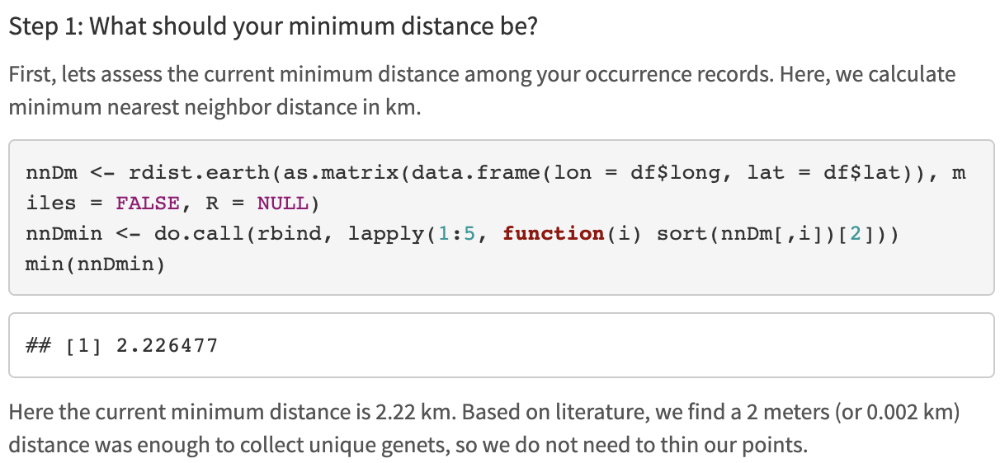 Step 1: What should your minimum distance be?
First, lets assess the current minimum distance among your occurrence records. Here, we calculate
minimum nearest neighbor distance in km.
nnDm <- rdist.earth(as.matrix(data.frame(lon = df$long, lat = df$lat)), m
iles = FALSE, R = NULL)
nnDmin <- do.call(rbind, lapply(1:5, function(i) sort(nnDm[,i])[2]))
min(nnDmin)
## [1] 2.226477
Here the current minimum distance is 2.22 km. Based on literature, we find a 2 meters (or 0.002 km)
distance was enough to collect unique genets, so we do not need to thin our points.